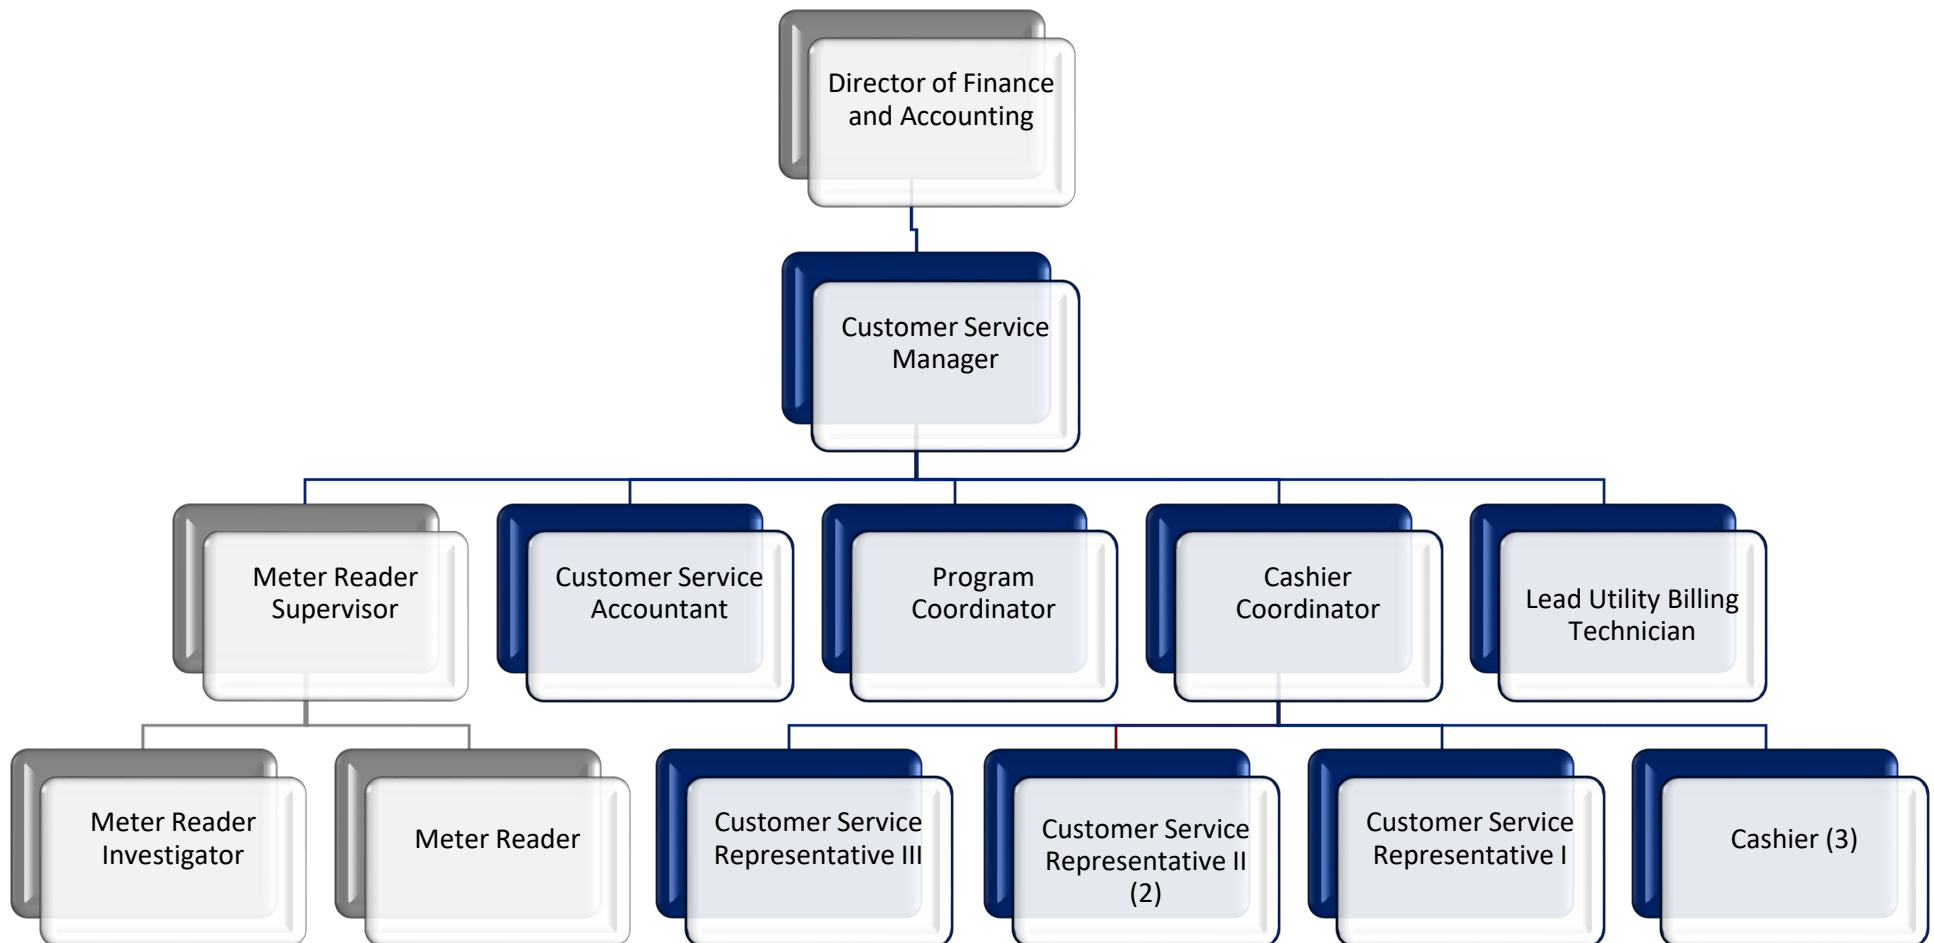 Director of Finance
and Accounting
Customer Service
Manager
Meter Reader
Supervisor
Customer Service
Accountant
Program
Coordinator
Cashier
Coordinator
Lead Utility Billing
Technician
Meter Reader
Investigator
Meter Reader
Customer Service
Representative III
Customer Service
Representative II
(2)
Customer Service
Representative I
Cashier (3)